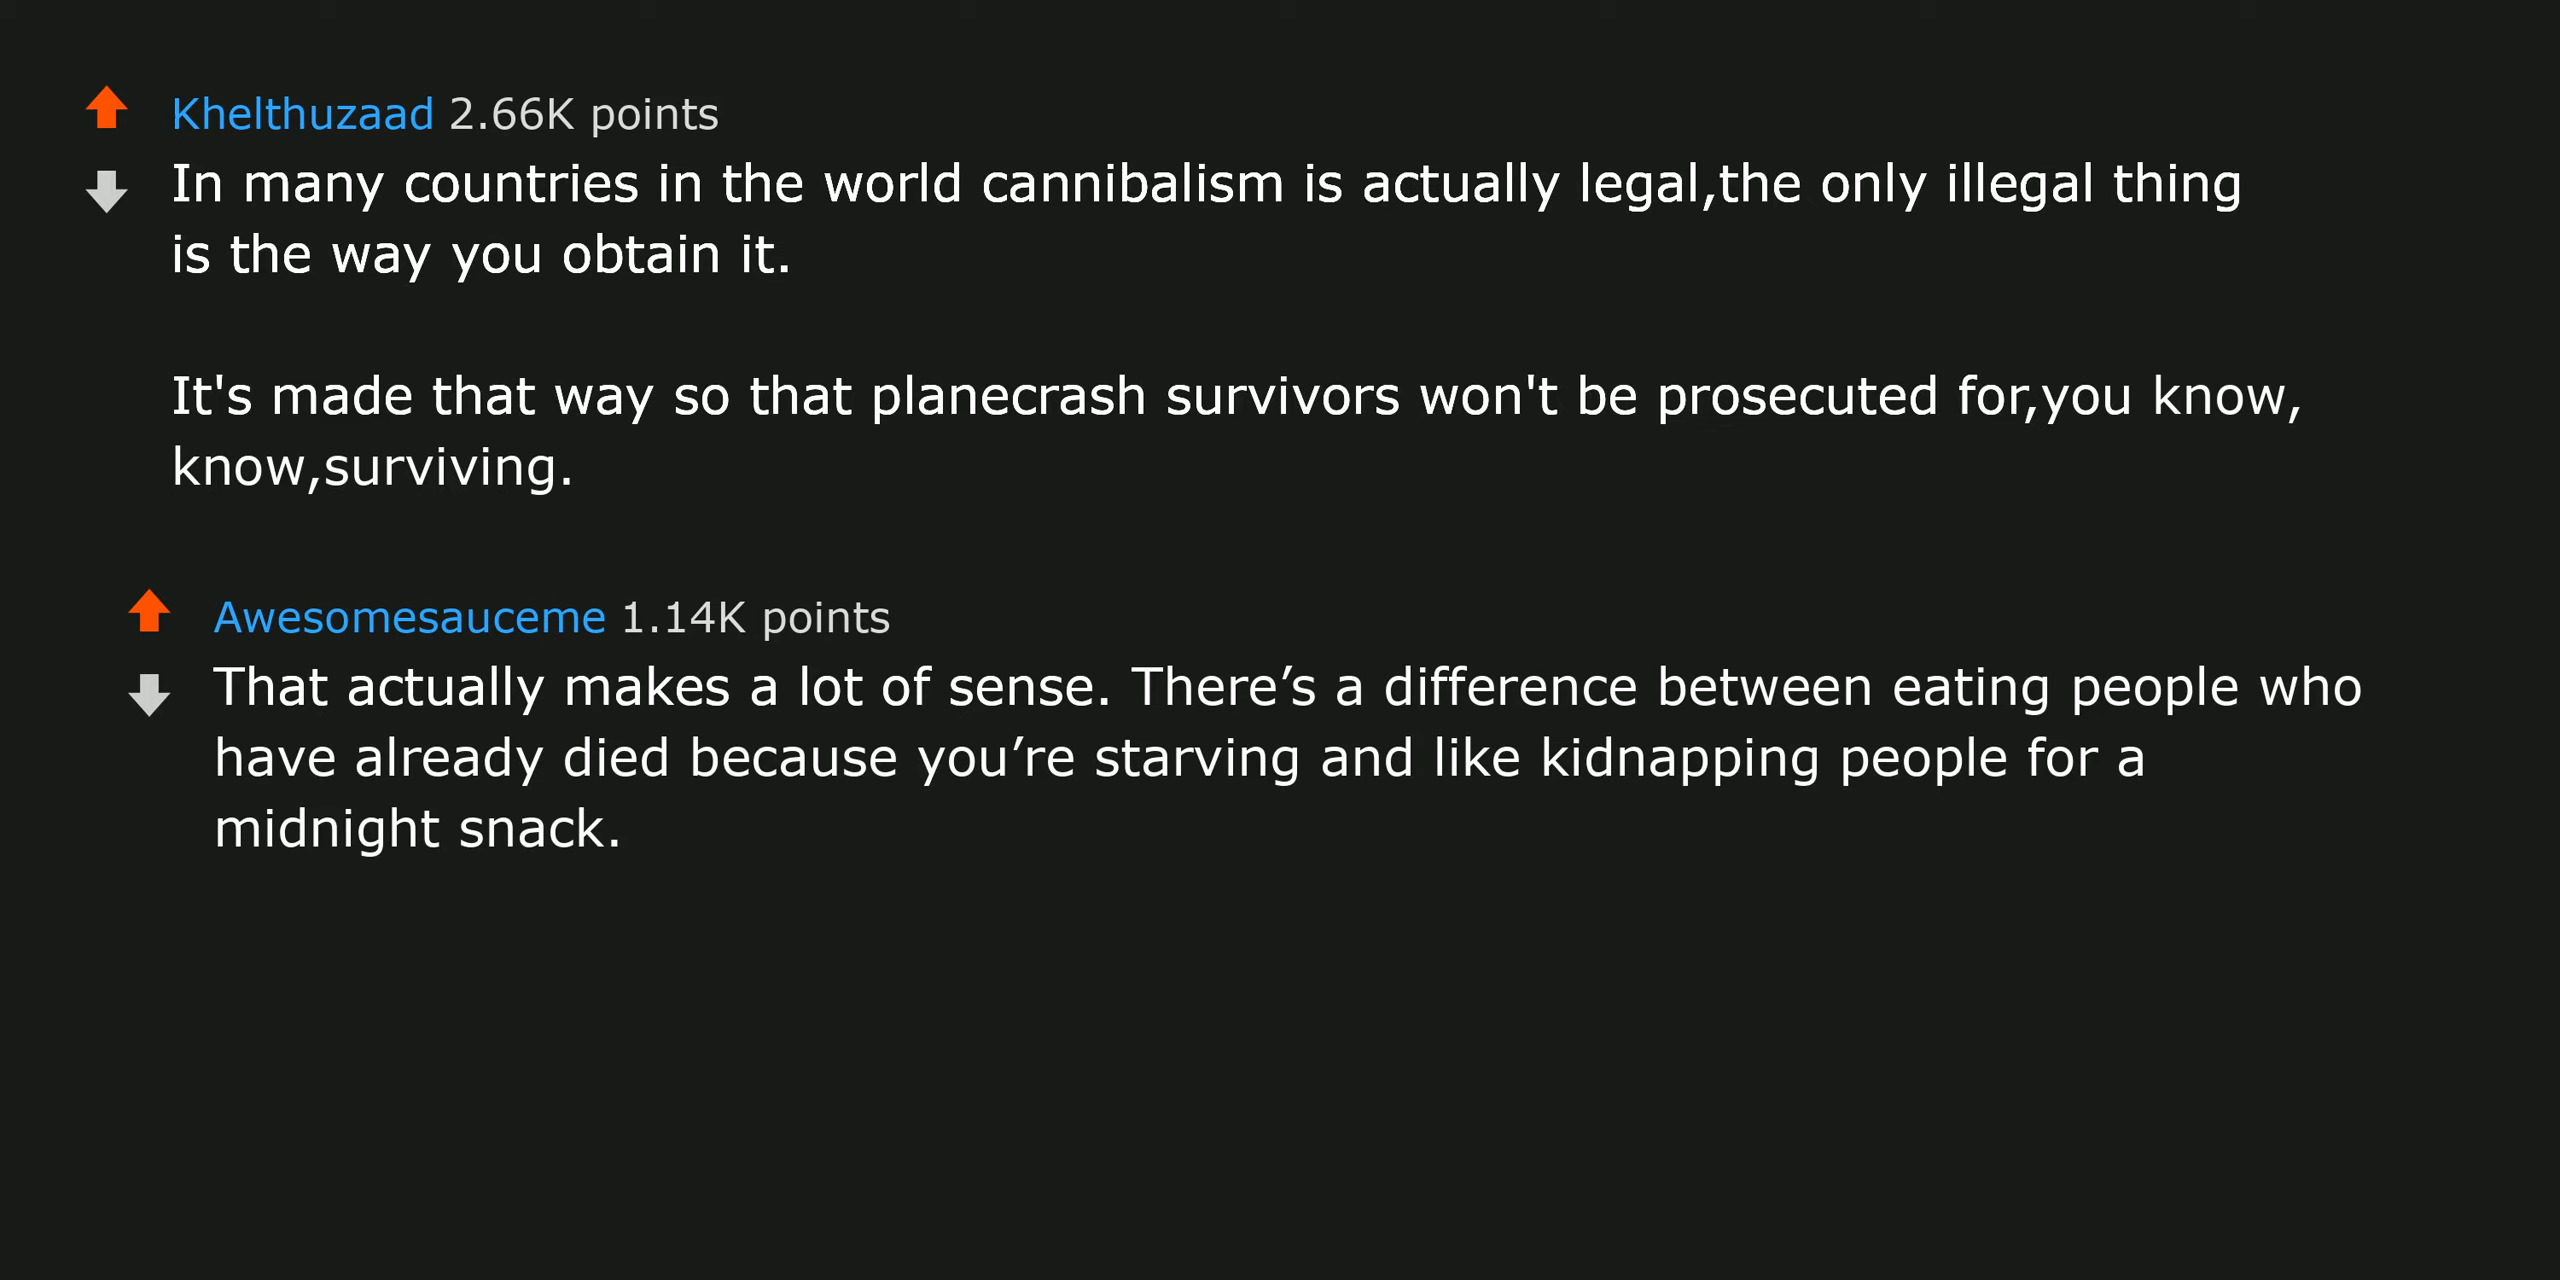 Khelthuzaad 2.66K points
In many countries in the world cannibalism is actually legal,the only illegal thing
is the way you obtain it.
It's made that way so that planecrash survivors won't be prosecuted for,you know,
know,surviving.
Awesomesauceme 1.14K points
That actually makes a lot of sense. There’s a difference between eating people who
have already died because you’re starving and like kidnapping people for a
midnight snack.